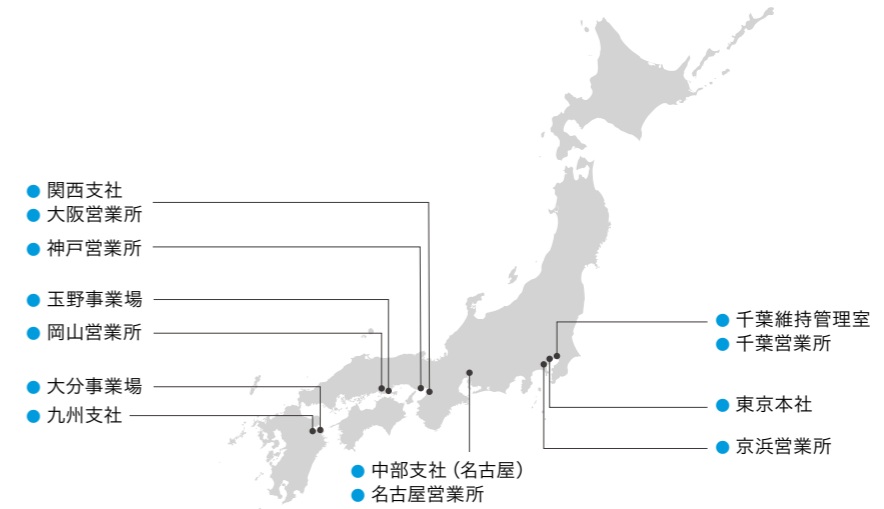 関西支社
大阪営業所
神戸営業所
玉野事業場
岡山営業所
大分事業場
九州支社
中部支社（名古屋）
名古屋営業所
千葉維持管理室
千葉営業所
東京本社
京浜営業所